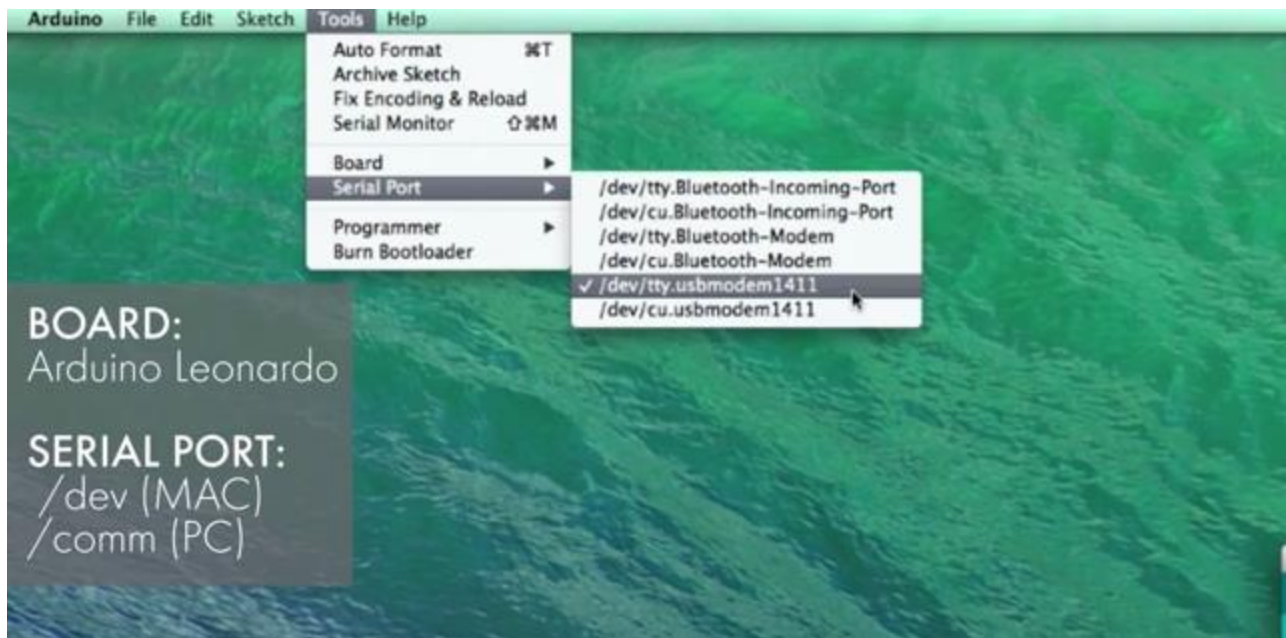 Arduino File Edit Sketch Tools Help
Auto Format ⌘T
Archive Sketch
Fix Encoding & Reload
Serial Monitor ⇧⌘M
Board ▶
Serial Port ▶
Programmer ▶
Burn Bootloader
/dev/tty.Bluetooth-Incoming-Port
/dev/cu.Bluetooth-Incoming-Port
/dev/tty.Bluetooth-Modem
/dev/cu.Bluetooth-Modem
✓ /dev/tty.usbmodem1411
/dev/cu.usbmodem1411
BOARD:
Arduino Leonardo
SERIAL PORT:
/dev (MAC)
/comm (PC)